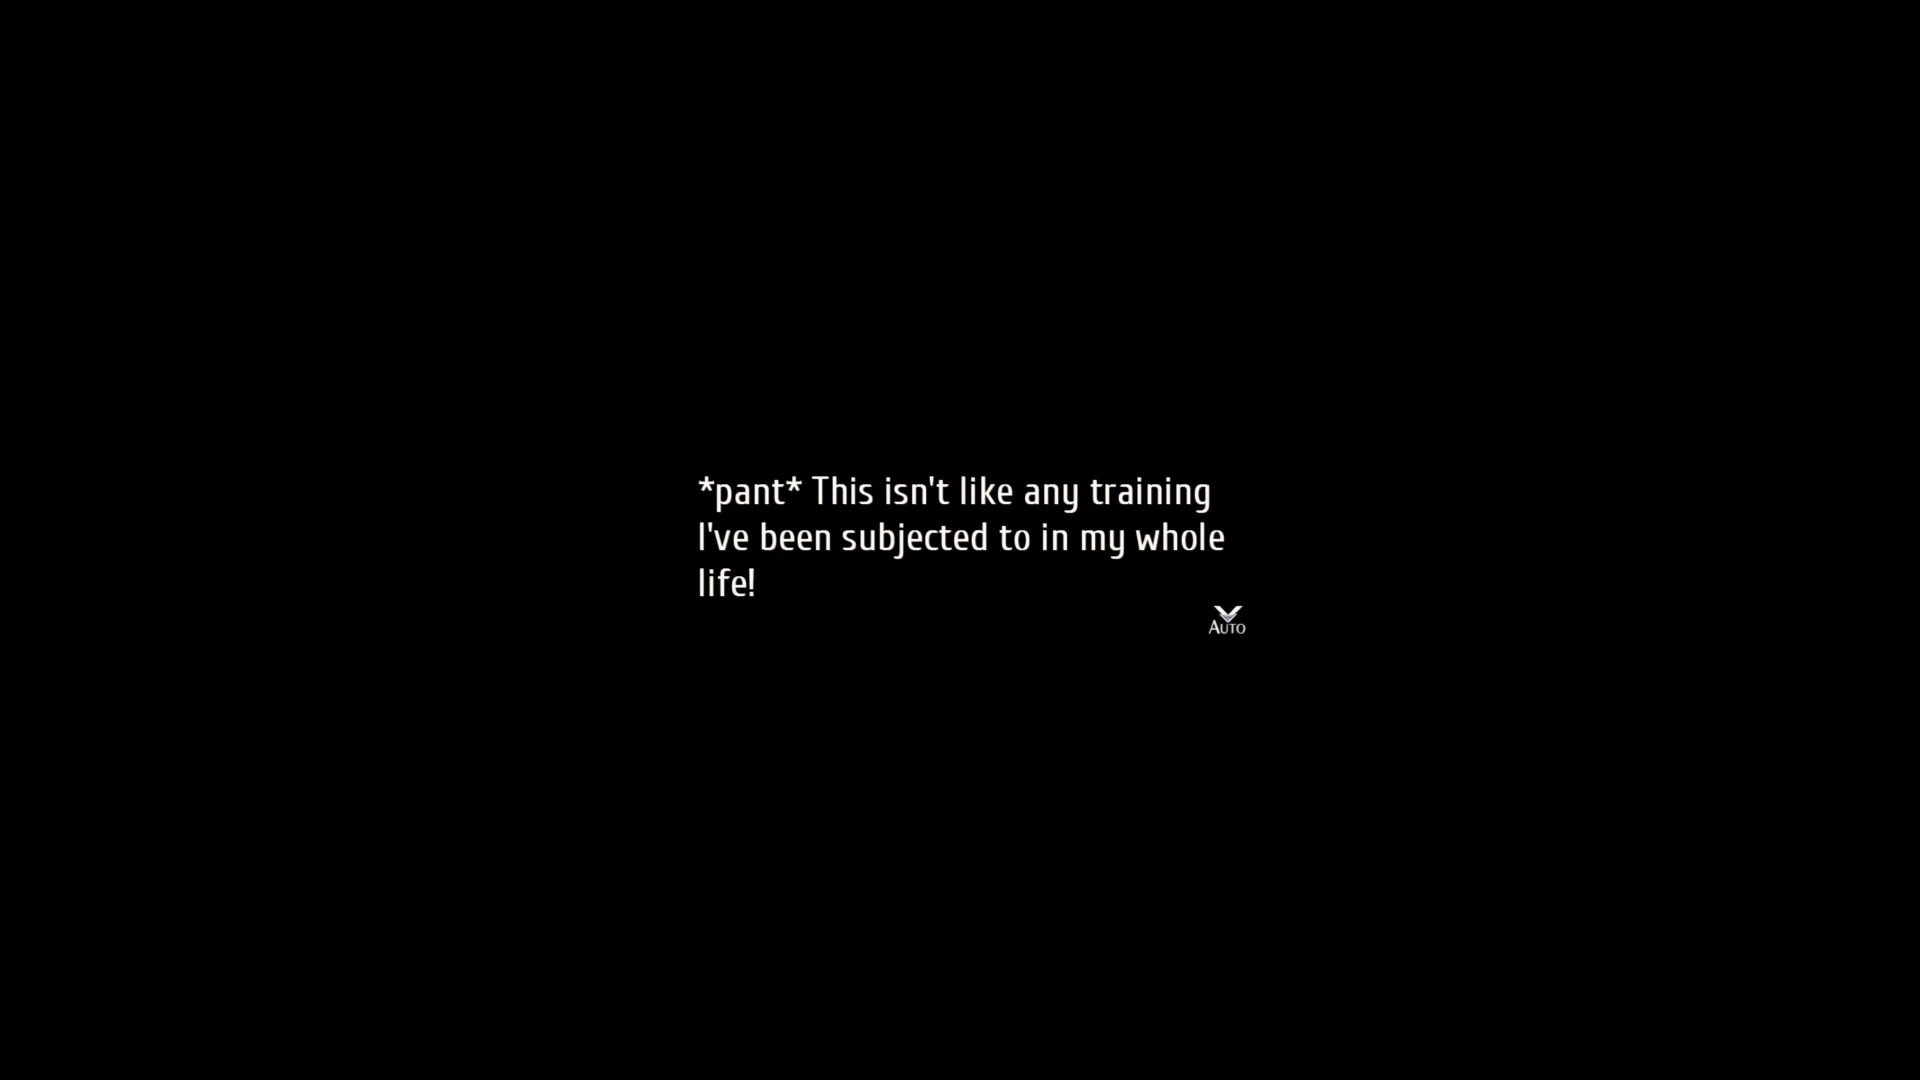 *pant* This isn't like any training
I've been subjected to in my whole
life!
AUTO